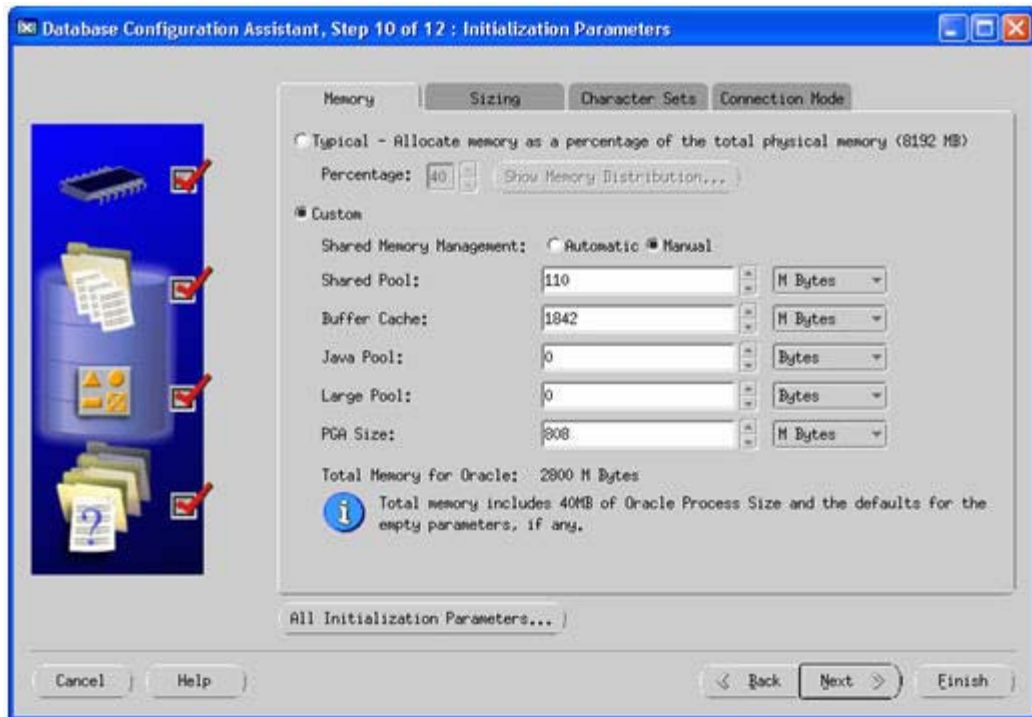 Database Configuration Assistant, Step 10 of 12 : Initialization Parameters
Memory Sizing Character Sets Connection Mode
Typical - Allocate memory as a percentage of the total physical memory (8192 MB)
Percentage: 40 Show Memory Distribution...
Custom
Shared Memory Management: Automatic Manual
Shared Pool: 110 M Bytes
Buffer Cache: 1842 M Bytes
Java Pool: 0 Bytes
Large Pool: 0 Bytes
PGA Size: 808 M Bytes
Total Memory for Oracle: 2800 M Bytes
Total memory includes 40MB of Oracle Process Size and the defaults for the
empty parameters, if any.
All Initialization Parameters...
Cancel Help Back Next Finish